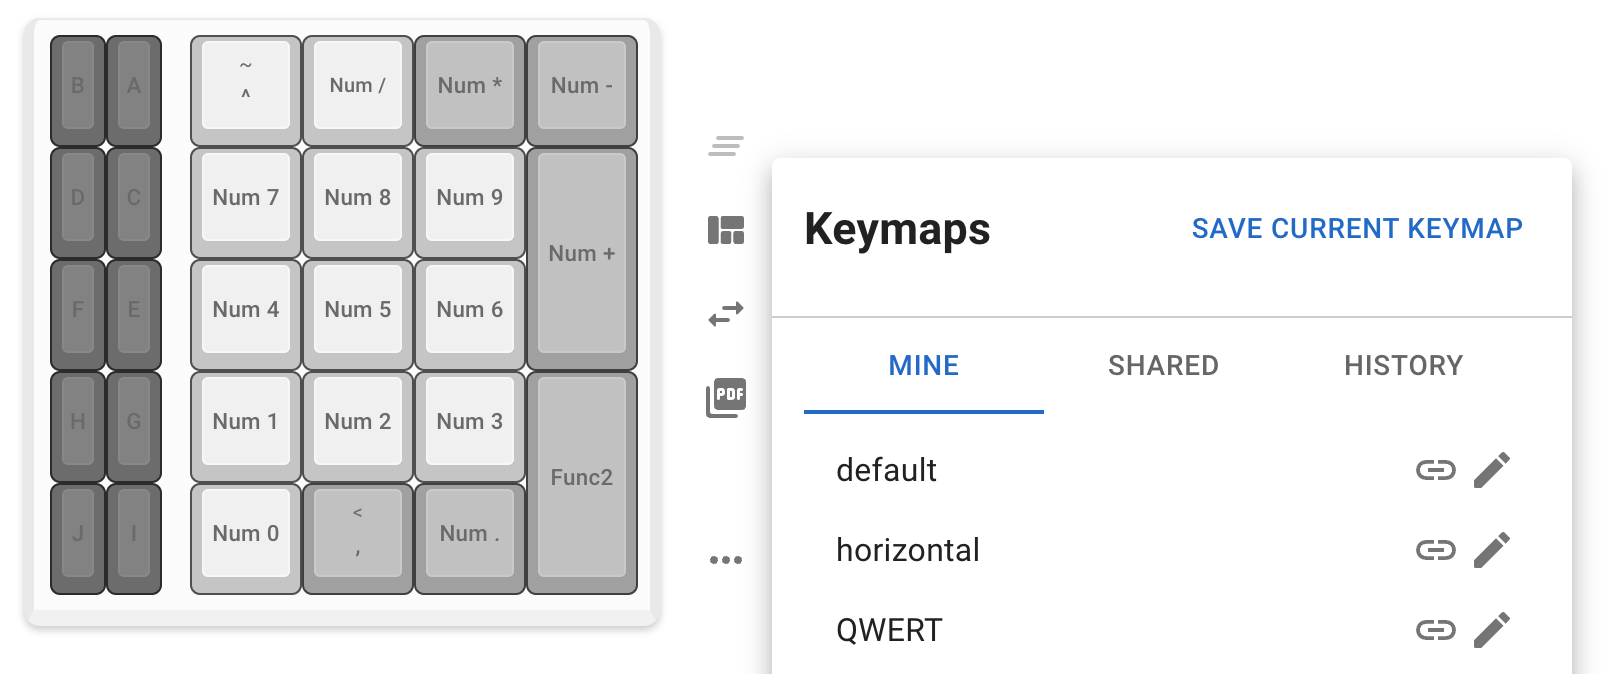 B A ~ Num / Num * Num -
^
D C Num 7 Num 8 Num 9
Num +
F E Num 4 Num 5 Num 6
H G Num 1 Num 2 Num 3
Func2
J I Num 0 < Num .
,
PDF
Keymaps SAVE CURRENT KEYMAP
MINE SHARED HISTORY
default
horizontal
QWERT